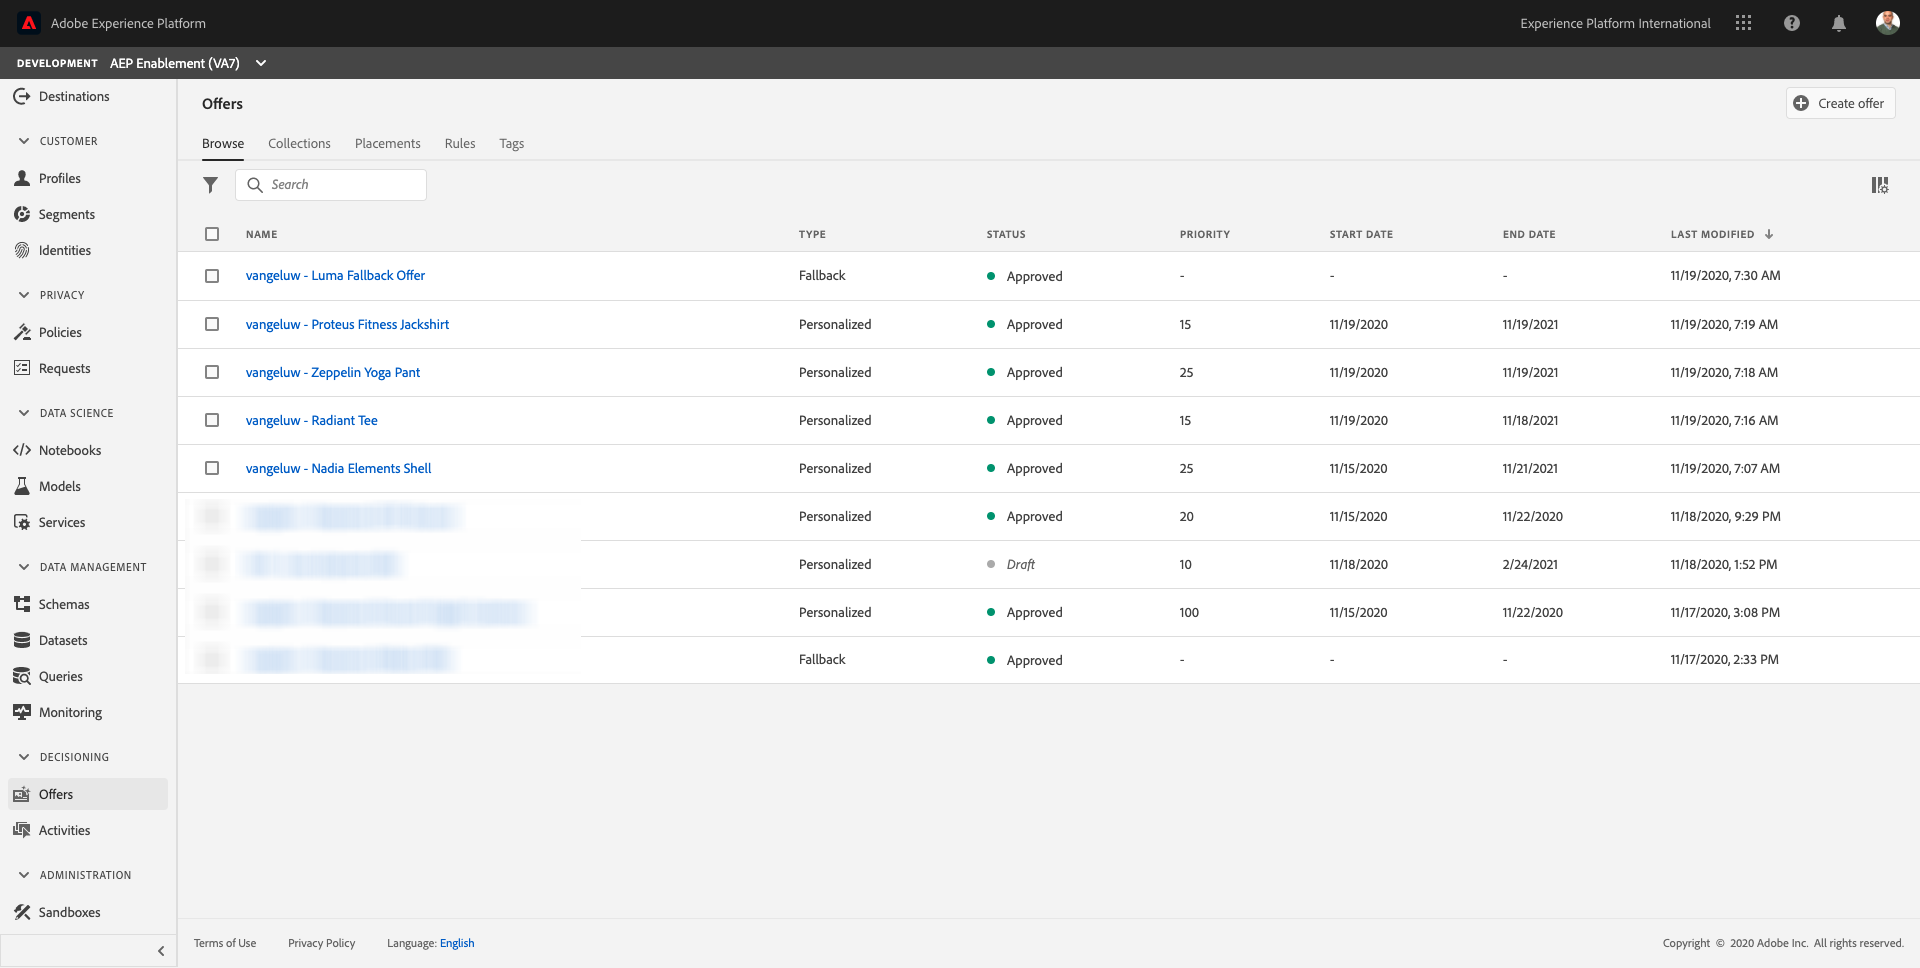 Adobe Experience Platform
Experience Platform International
DEVELOPMENT AEP Enablement (VA7)
Destinations
CUSTOMER
Profiles
Segments
Identities
PRIVACY
Policies
Requests
DATA SCIENCE
Notebooks
Models
Services
DATA MANAGEMENT
Schemas
Datasets
Queries
Monitoring
DECISIONING
Offers
Activities
ADMINISTRATION
Sandboxes
Offers
Create offer
Browse Collections Placements Rules Tags
Search
NAME TYPE STATUS PRIORITY START DATE END DATE LAST MODIFIED
vangeluw - Luma Fallback Offer Fallback Approved - - - 11/19/2020, 7:30 AM
vangeluw - Proteus Fitness Jackshirt Personalized Approved 15 11/19/2020 11/19/2021 11/19/2020, 7:19 AM
vangeluw - Zeppelin Yoga Pant Personalized Approved 25 11/19/2020 11/19/2021 11/19/2020, 7:18 AM
vangeluw - Radiant Tee Personalized Approved 15 11/19/2020 11/18/2021 11/19/2020, 7:16 AM
vangeluw - Nadia Elements Shell Personalized Approved 25 11/15/2020 11/21/2021 11/19/2020, 7:07 AM
Personalized Approved 20 11/15/2020 11/22/2020 11/18/2020, 9:29 PM
Personalized Draft 10 11/18/2020 2/24/2021 11/18/2020, 1:52 PM
Personalized Approved 100 11/15/2020 11/22/2020 11/17/2020, 3:08 PM
Fallback Approved - - - 11/17/2020, 2:33 PM
Terms of Use Privacy Policy Language: English
Copyright © 2020 Adobe Inc. All rights reserved.